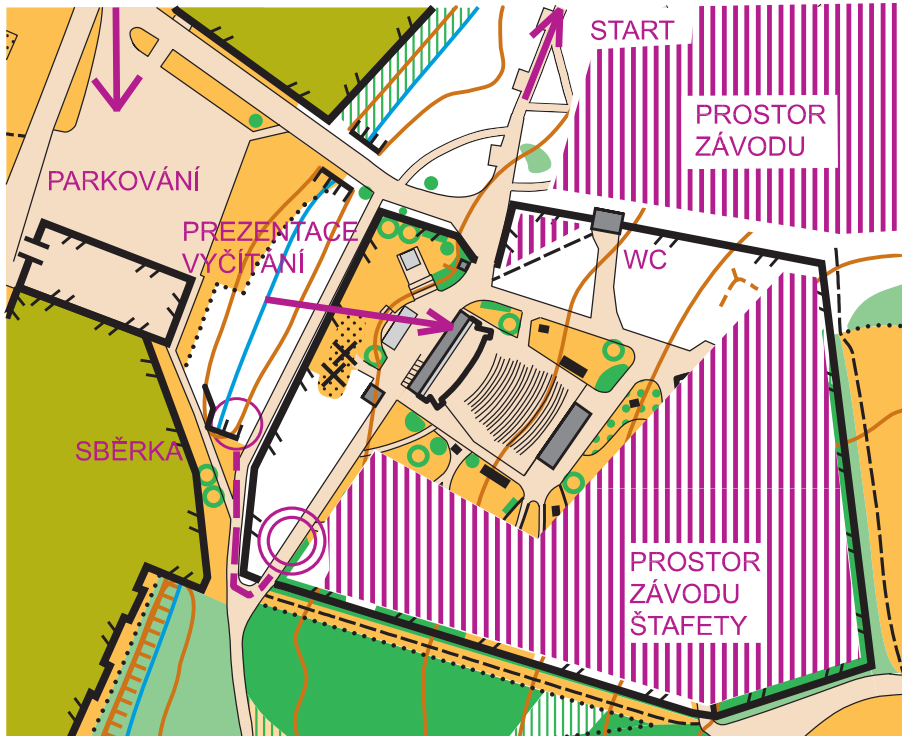 START
PROSTOR
ZÁVODU
PARKOVÁNÍ
PREZENTACE
VYČÍTÁNÍ
WC
SBĚRKA
PROSTOR
ZÁVODU
ŠTAFETY